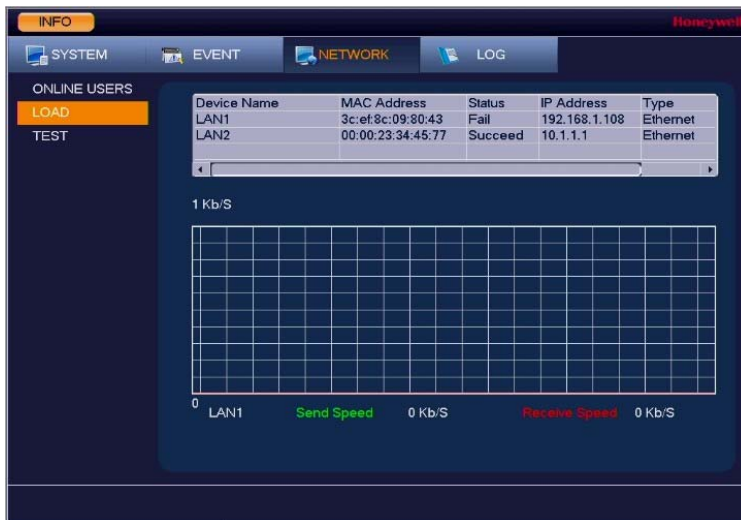 INFO
Honeywell
SYSTEM EVENT NETWORK LOG
ONLINE USERS
LOAD
TEST
Device Name MAC Address Status IP Address Type
LAN1 3c:ef:8c:09:80:43 Fail 192.168.1.108 Ethernet
LAN2 00:00:23:34:45:77 Succeed 10.1.1.1 Ethernet
1 Kb/S
0
LAN1 Send Speed 0 Kb/S Receive Speed 0 Kb/S